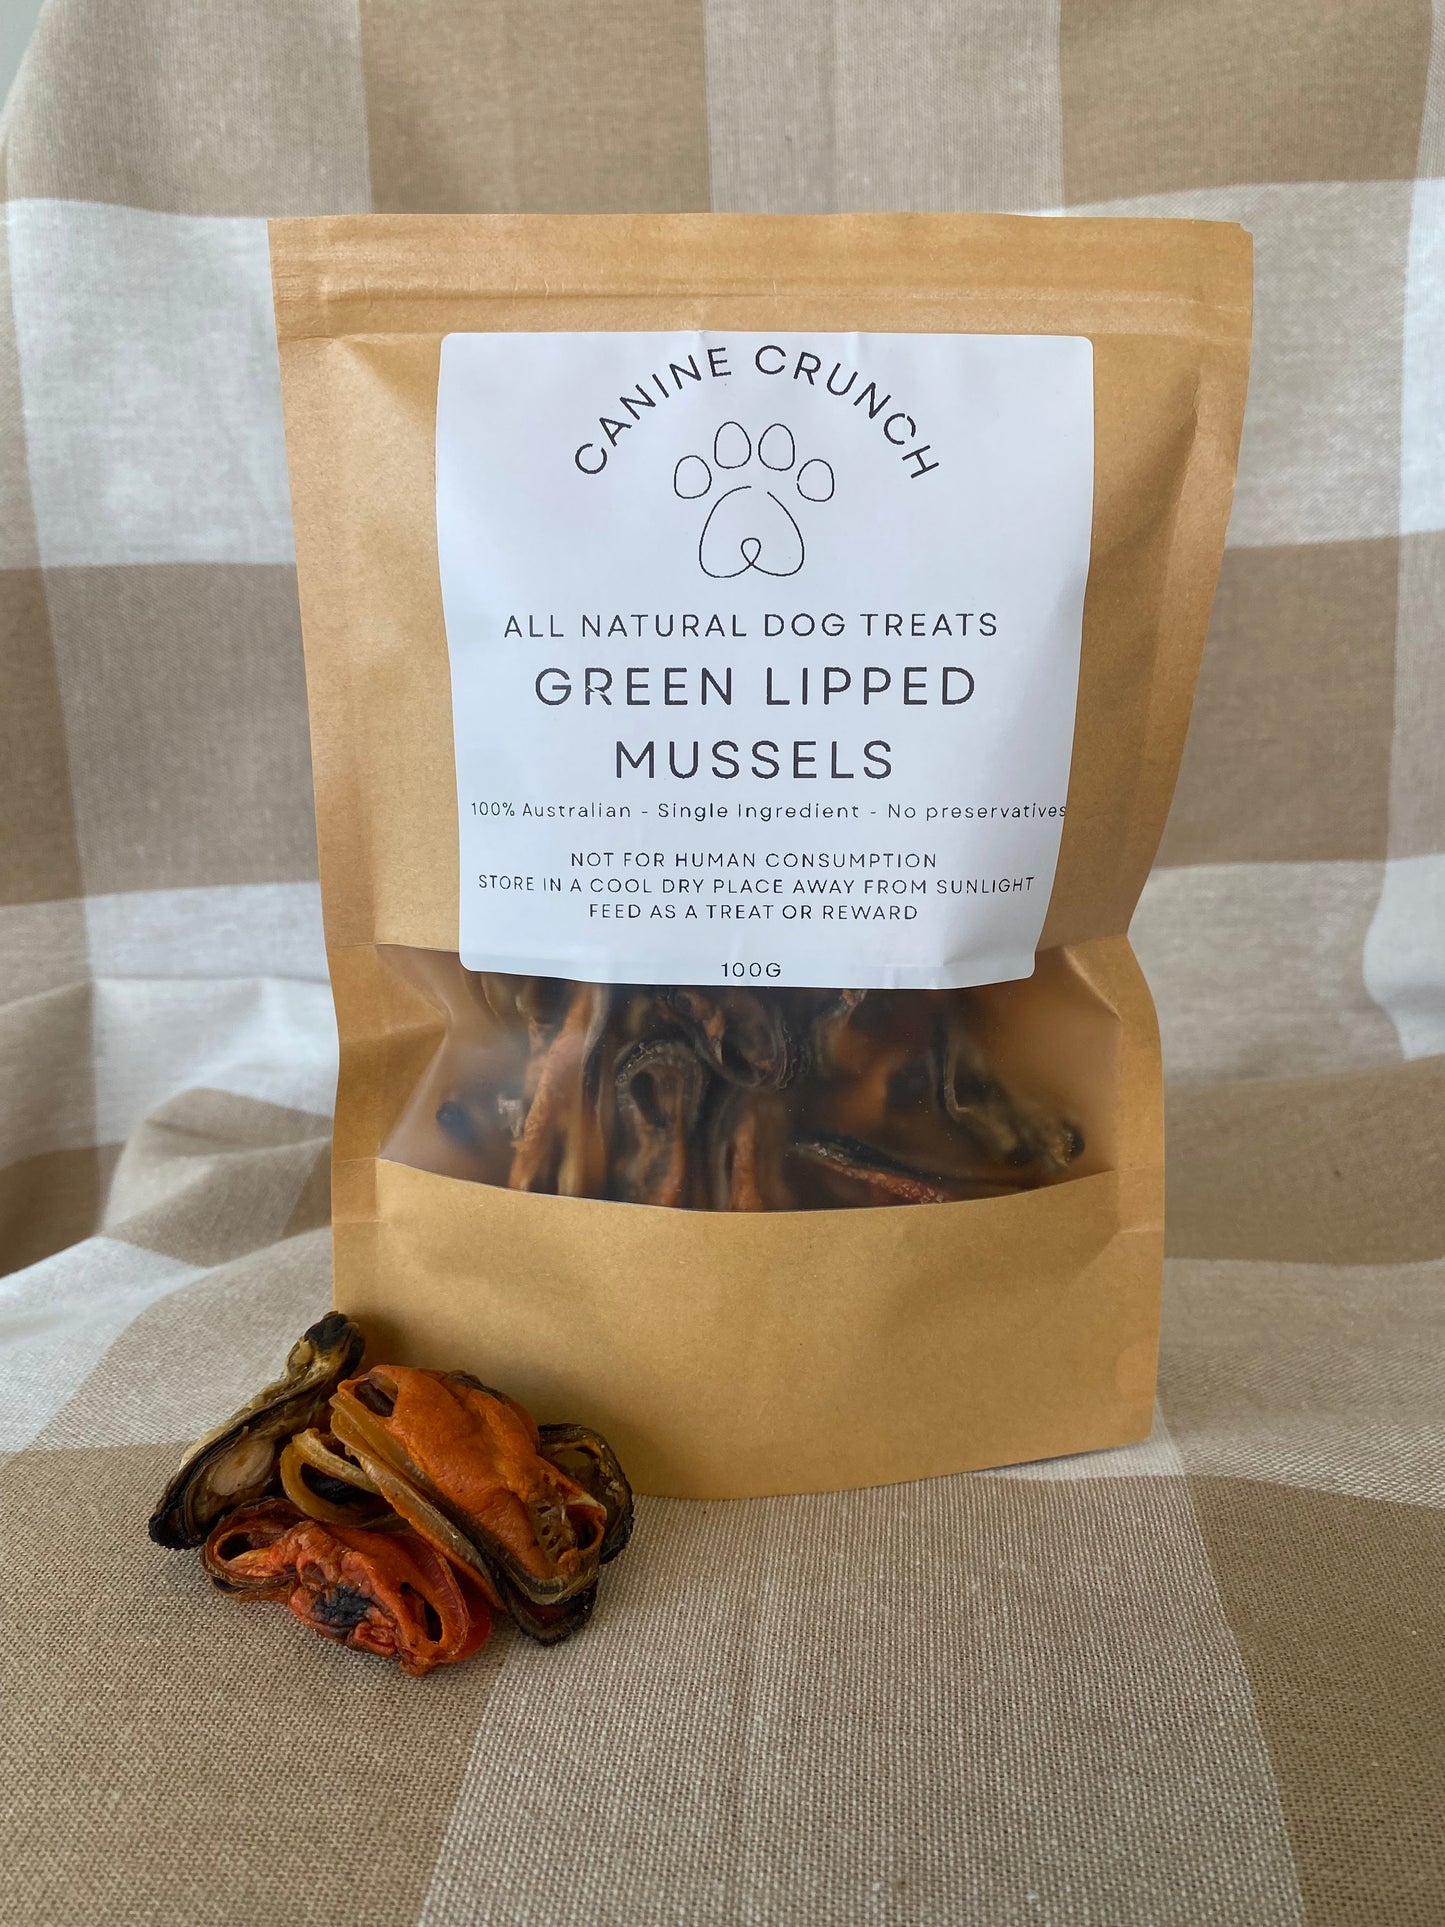 CANINE CRUNCH
ALL NATURAL DOG TREATS
GREEN LIPPED
MUSSELS
100% Australian - Single Ingredient - No preservatives
NOT FOR HUMAN CONSUMPTION
STORE IN A COOL DRY PLACE AWAY FROM SUNLIGHT
FEED AS A TREAT OR REWARD
100G